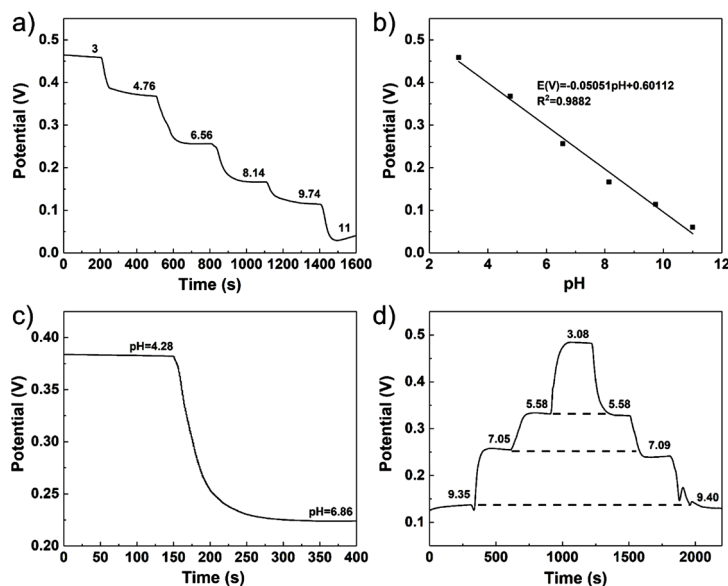 a)
0.5
0.4
0.3
0.2
0.1
0.0
Potential (V)
3
4.76
6.56
8.14
9.74
11
0 200 400 600 800 1000 1200 1400 1600
Time (s)
b)
0.5
0.4
0.3
0.2
0.1
0.0
Potential (V)
E(V)=-0.05051pH+0.60112
R²=0.9882
2 4 6 8 10 12
pH
c)
0.40
0.35
0.30
0.25
0.20
Potential (V)
pH=4.28
pH=6.86
0 50 100 150 200 250 300 350 400
Time (s)
d)
0.5
0.4
0.3
0.2
0.1
Potential (V)
3.08
5.58
5.58
7.05
7.09
9.35
9.40
0 500 1000 1500 2000
Time (s)